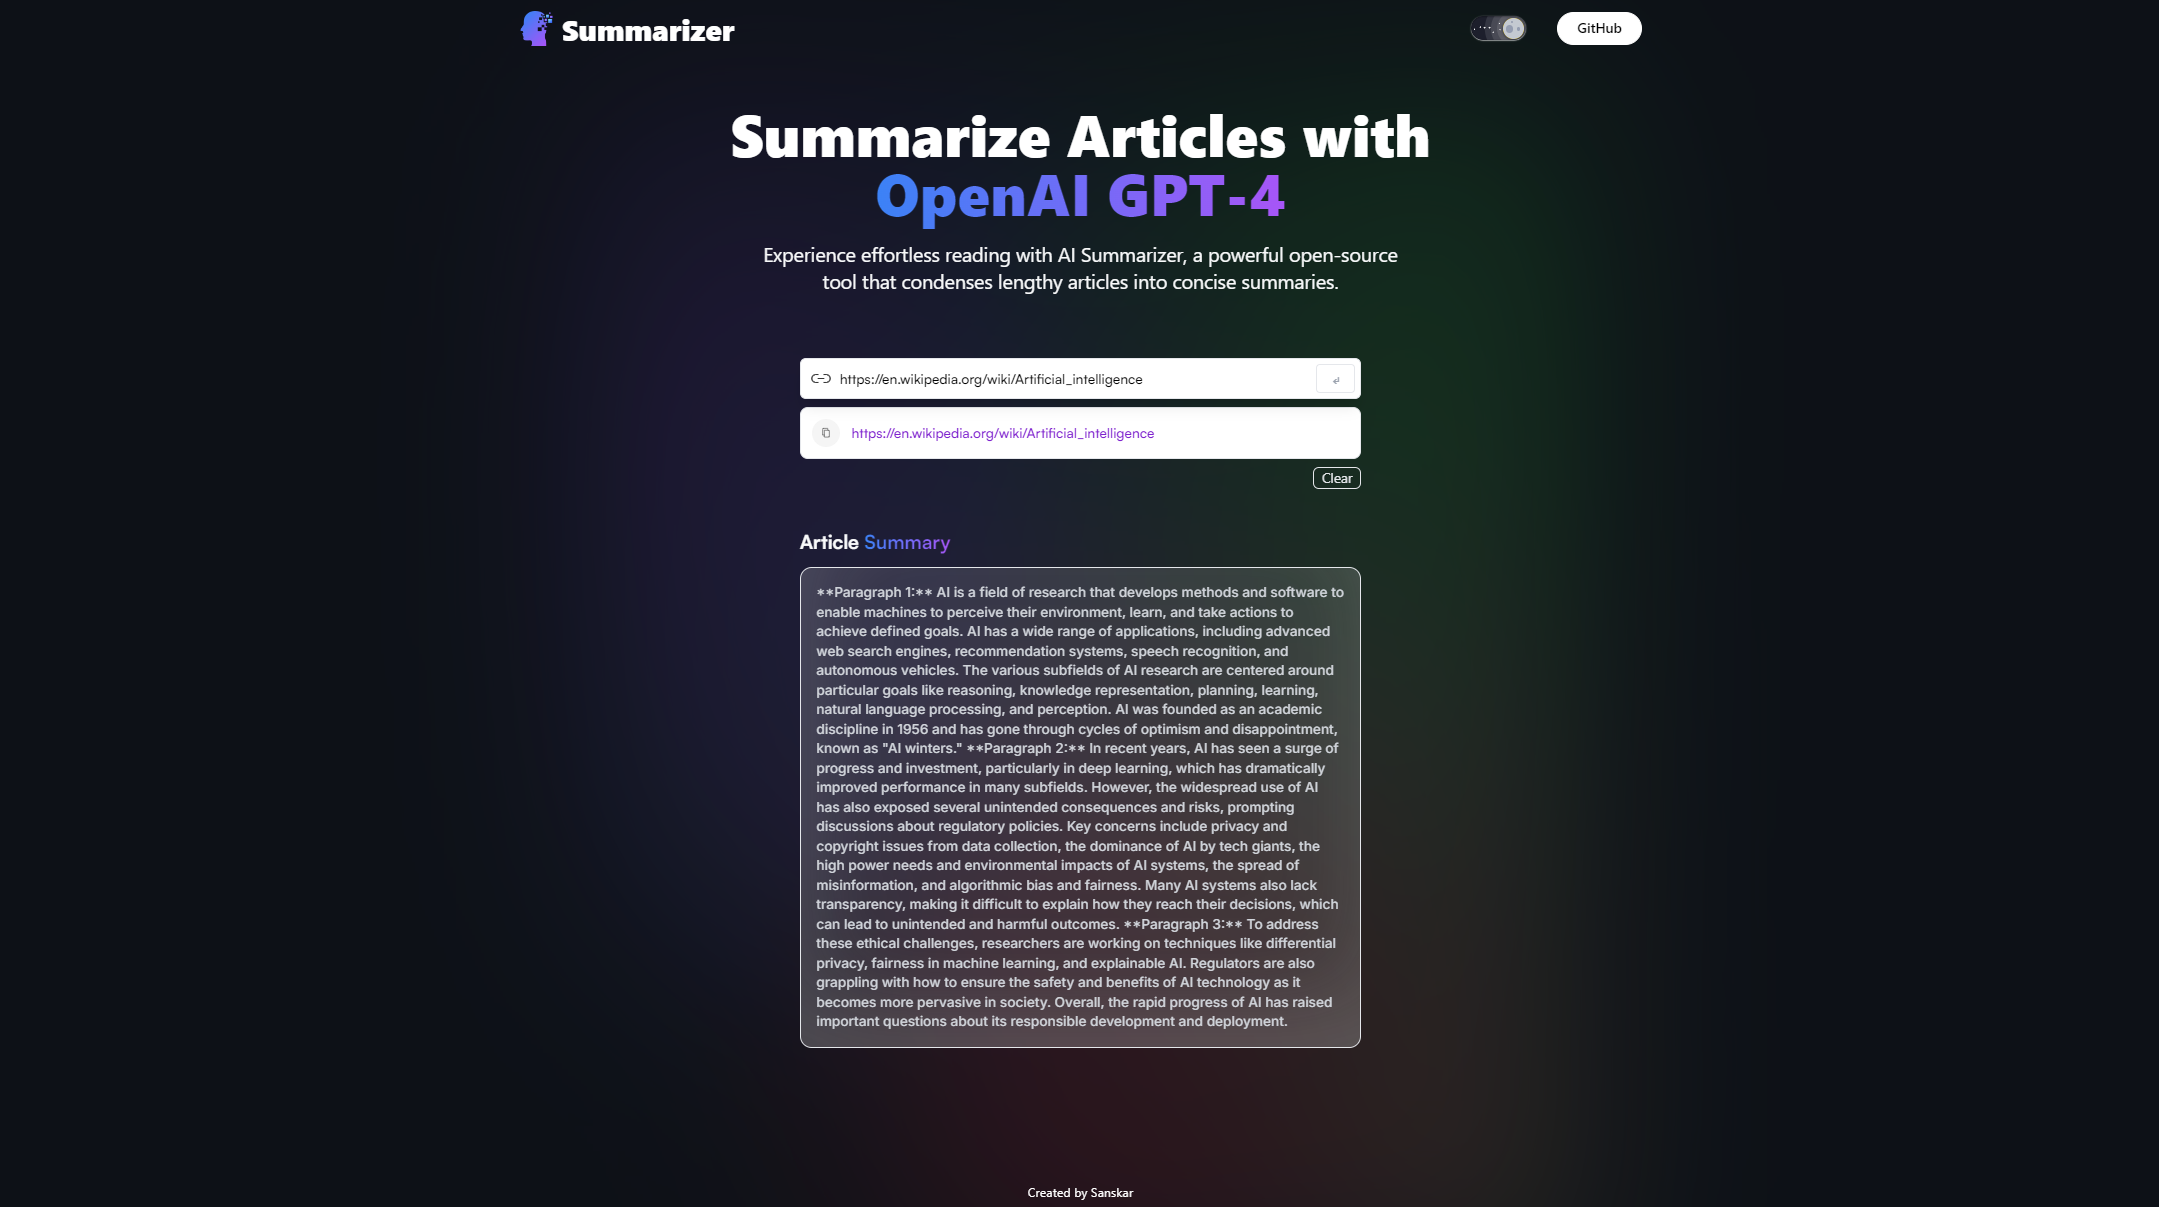 Summarizer
GitHub
Summarize Articles with
OpenAI GPT-4
Experience effortless reading with AI Summarizer, a powerful open-source
tool that condenses lengthy articles into concise summaries.
https://en.wikipedia.org/wiki/Artificial_intelligence
↵
https://en.wikipedia.org/wiki/Artificial_intelligence
Clear
Article Summary
**Paragraph 1:** AI is a field of research that develops methods and software to
enable machines to perceive their environment, learn, and take actions to
achieve defined goals. AI has a wide range of applications, including advanced
web search engines, recommendation systems, speech recognition, and
autonomous vehicles. The various subfields of AI research are centered around
particular goals like reasoning, knowledge representation, planning, learning,
natural language processing, and perception. AI was founded as an academic
discipline in 1956 and has gone through cycles of optimism and disappointment,
known as "AI winters." **Paragraph 2:** In recent years, AI has seen a surge of
progress and investment, particularly in deep learning, which has dramatically
improved performance in many subfields. However, the widespread use of AI
has also exposed several unintended consequences and risks, prompting
discussions about regulatory policies. Key concerns include privacy and
copyright issues from data collection, the dominance of AI by tech giants, the
high power needs and environmental impacts of AI systems, the spread of
misinformation, and algorithmic bias and fairness. Many AI systems also lack
transparency, making it difficult to explain how they reach their decisions, which
can lead to unintended and harmful outcomes. **Paragraph 3:** To address
these ethical challenges, researchers are working on techniques like differential
privacy, fairness in machine learning, and explainable AI. Regulators are also
grappling with how to ensure the safety and benefits of AI technology as it
becomes more pervasive in society. Overall, the rapid progress of AI has raised
important questions about its responsible development and deployment.
Created by Sanskar